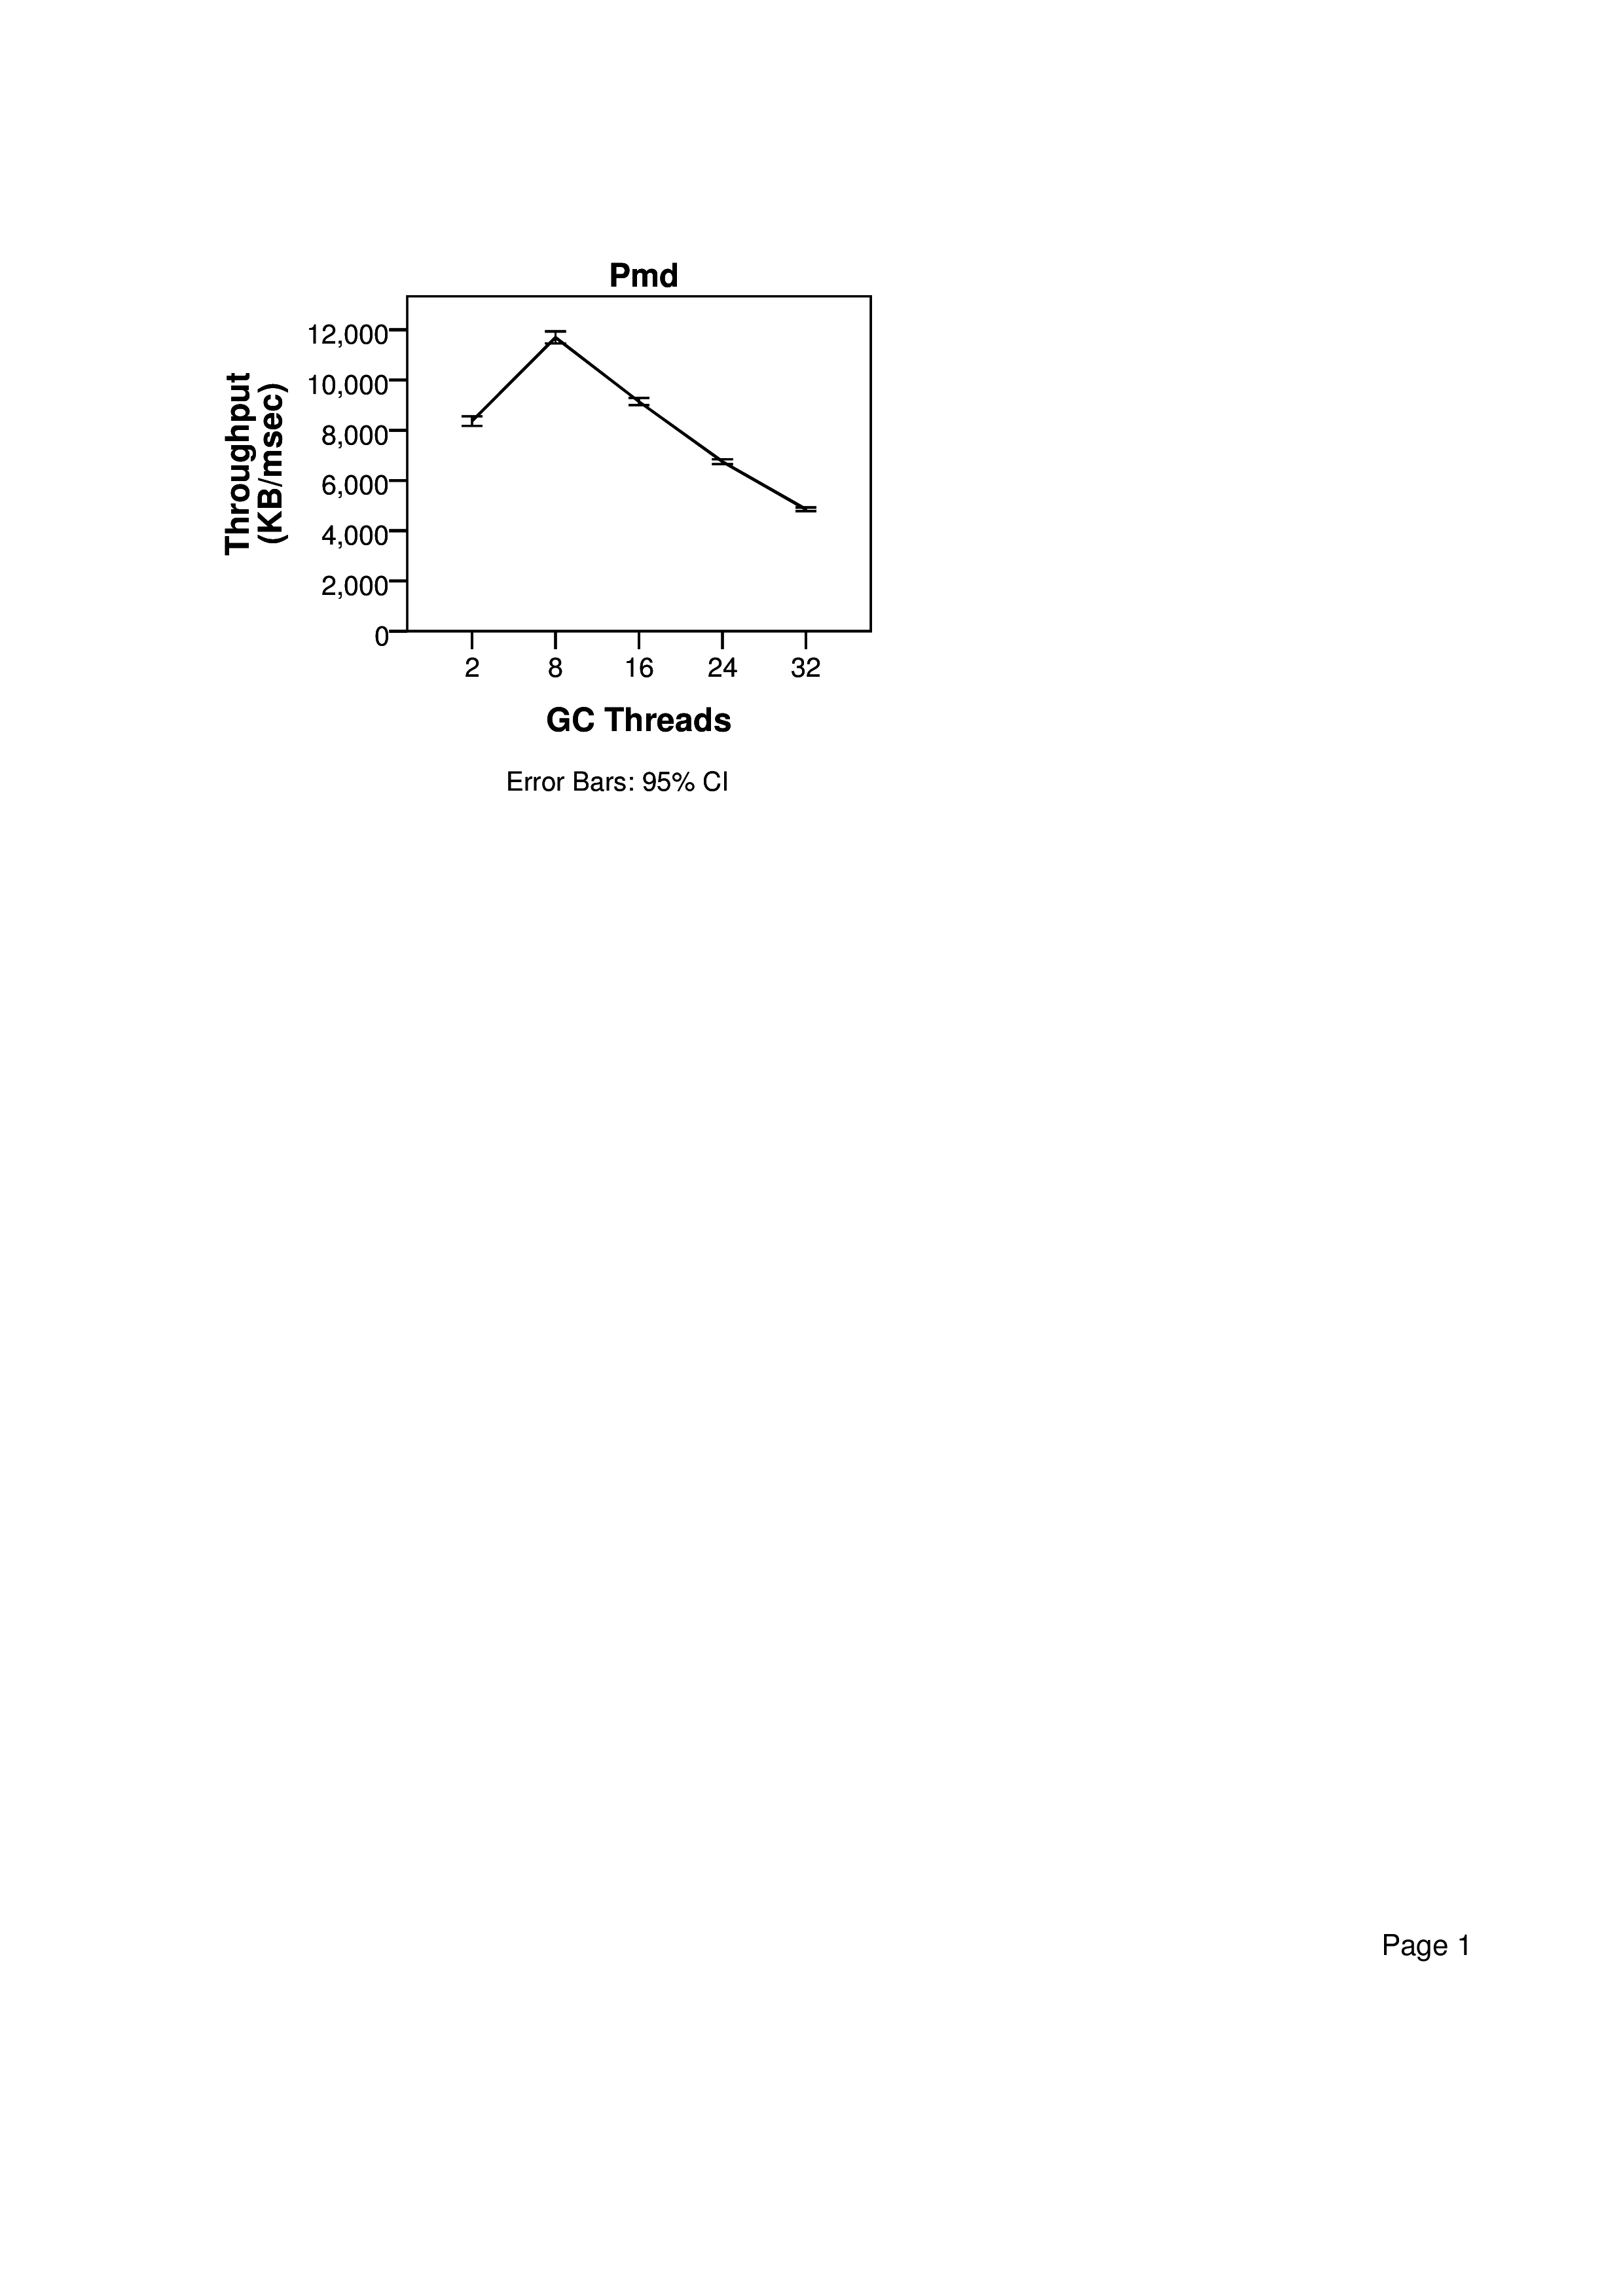 Pmd
Throughput
(KB/msec)
12,000
10,000
8,000
6,000
4,000
2,000
0
2 8 16 24 32
GC Threads
Error Bars: 95% CI
Page 1